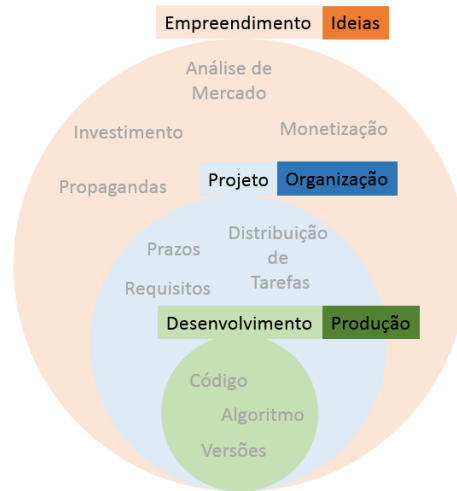 Empreendimento Ideias
Análise de
Mercado
Investimento
Monetização
Propagandas
Projeto Organização
Prazos
Distribuição
de
Tarefas
Requisitos
Desenvolvimento Produção
Código
Algoritmo
Versões